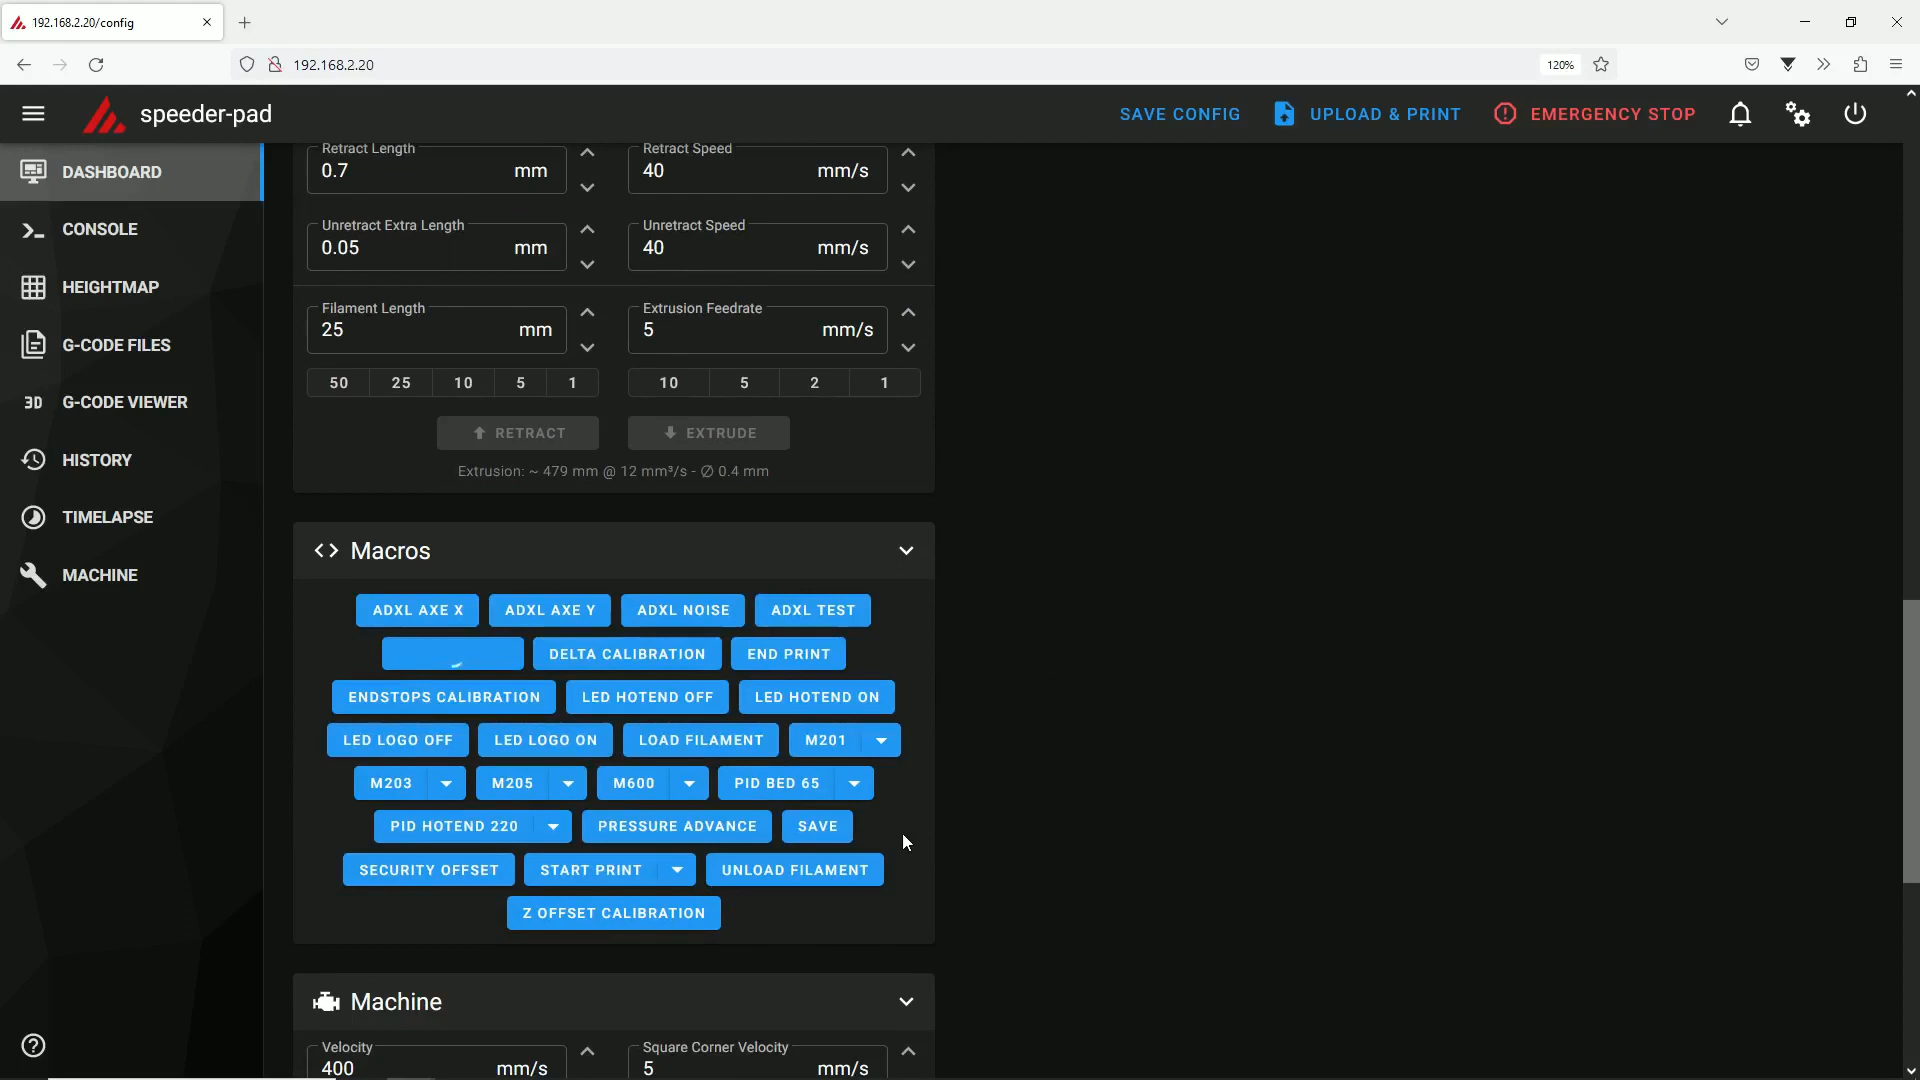 192.168.2.20/config
192.168.2.20
120%
speeder-pad
SAVE CONFIG
UPLOAD & PRINT
EMERGENCY STOP
DASHBOARD
CONSOLE
HEIGHTMAP
G-CODE FILES
3D G-CODE VIEWER
HISTORY
TIMELAPSE
MACHINE
Retract Length
0.7 mm
Retract Speed
40 mm/s
Unretract Extra Length
0.05 mm
Unretract Speed
40 mm/s
Filament Length
25 mm
Extrusion Feedrate
5 mm/s
50 25 10 5 1
10 5 2 1
RETRACT
EXTRUDE
Extrusion: ~ 479 mm @ 12 mm³/s - ∅ 0.4 mm
Macros
ADXL AXE X ADXL AXE Y ADXL NOISE ADXL TEST
DELTA CALIBRATION END PRINT
ENDSTOPS CALIBRATION LED HOTEND OFF LED HOTEND ON
LED LOGO OFF LED LOGO ON LOAD FILAMENT M201
M203 M205 M600 PID BED 65
PID HOTEND 220 PRESSURE ADVANCE SAVE
SECURITY OFFSET START PRINT UNLOAD FILAMENT
Z OFFSET CALIBRATION
Machine
Velocity
400 mm/s
Square Corner Velocity
5 mm/s